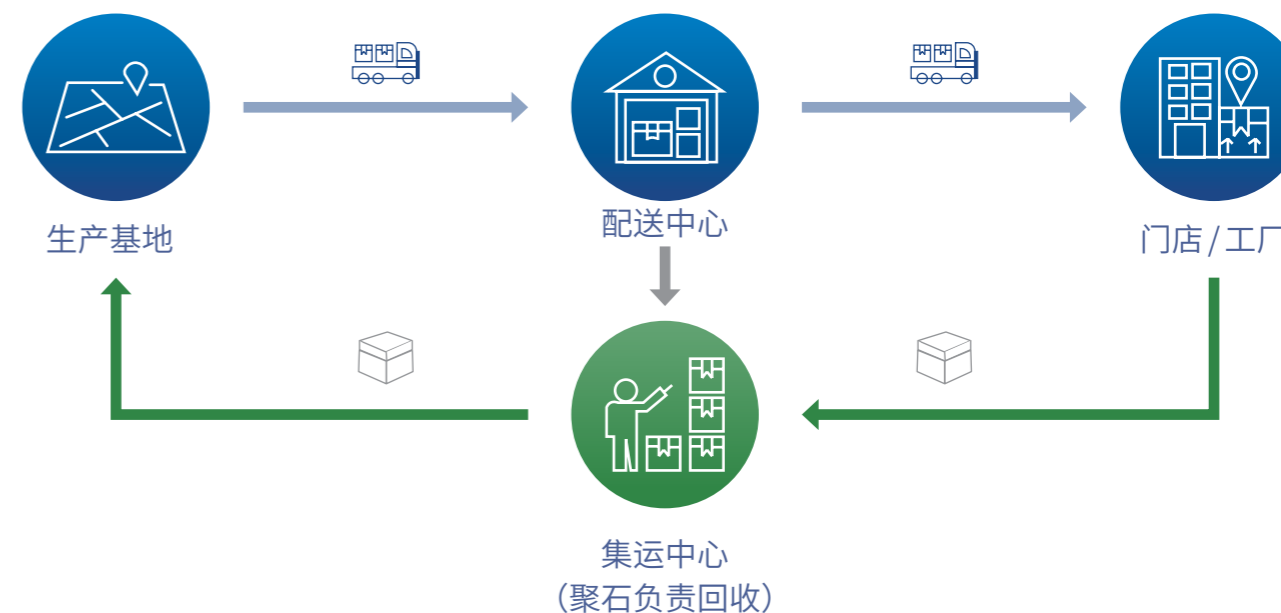 生产基地
配送中心
门店/工厂
集运中心
（聚石负责回收）